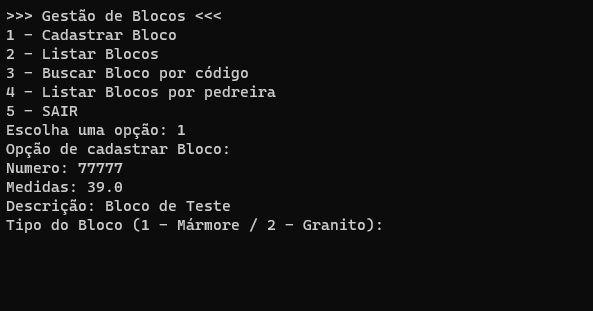 >>> Gestão de Blocos <<<
1 - Cadastrar Bloco
2 - Listar Blocos
3 - Buscar Bloco por código
4 - Listar Blocos por pedreira
5 - SAIR
Escolha uma opção: 1
Opção de cadastrar Bloco:
Numero: 77777
Medidas: 39.0
Descrição: Bloco de Teste
Tipo do Bloco (1 - Mármore / 2 - Granito):